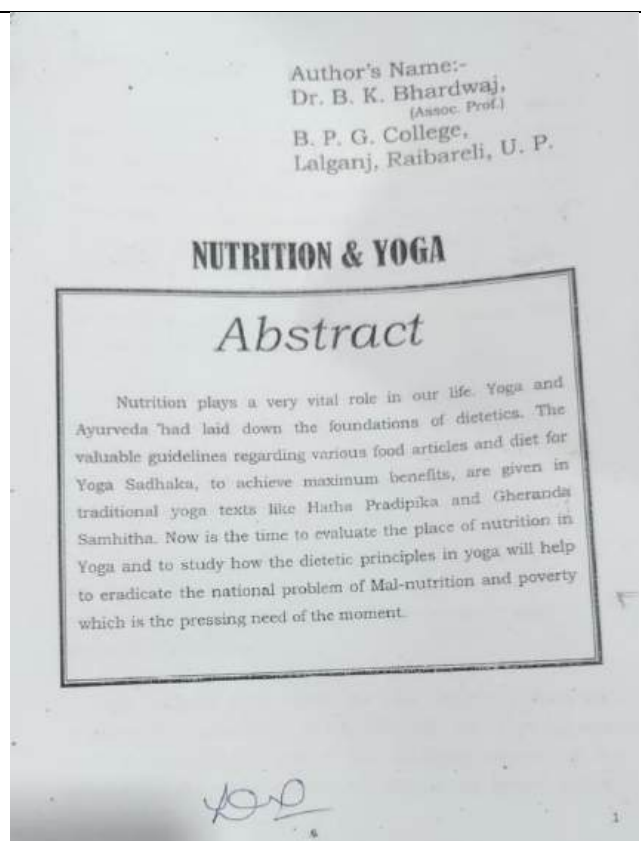 Author's Name:-
Dr. B. K. Bhardwaj,
(Assoc. Prof.)
B. P. G. College,
Lalganj, Raibareli, U. P.
NUTRITION & YOGA
Abstract
Nutrition plays a very vital role in our life. Yoga and
Ayurveda had laid down the foundations of dietetics. The
valuable guidelines regarding various food articles and diet for
Yoga Sadhaka, to achieve maximum benefits, are given in
traditional yoga texts like Hatha Pradipika and Gheranda
Samhitha. Now is the time to evaluate the place of nutrition in
Yoga and to study how the dietetic principles in yoga will help
to eradicate the national problem of Mal-nutrition and poverty
which is the pressing need of the moment.
1